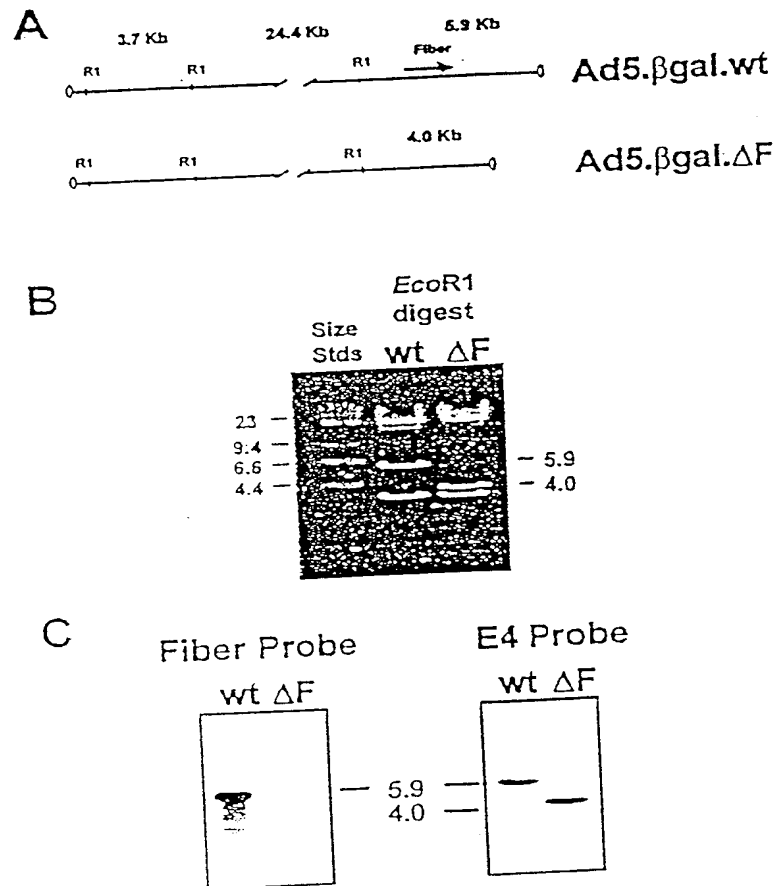 A
3.7 Kb 24.4 Kb 5.9 Kb
Fiber
R1 R1 R1
Ad5.βgal.wt
4.0 Kb
R1 R1 R1
Ad5.βgal.ΔF
B
EcoR1
digest
Size
Stds wt ΔF
23
9.4
6.6 5.9
4.4 4.0
C
Fiber Probe E4 Probe
wt ΔF wt ΔF
5.9
4.0